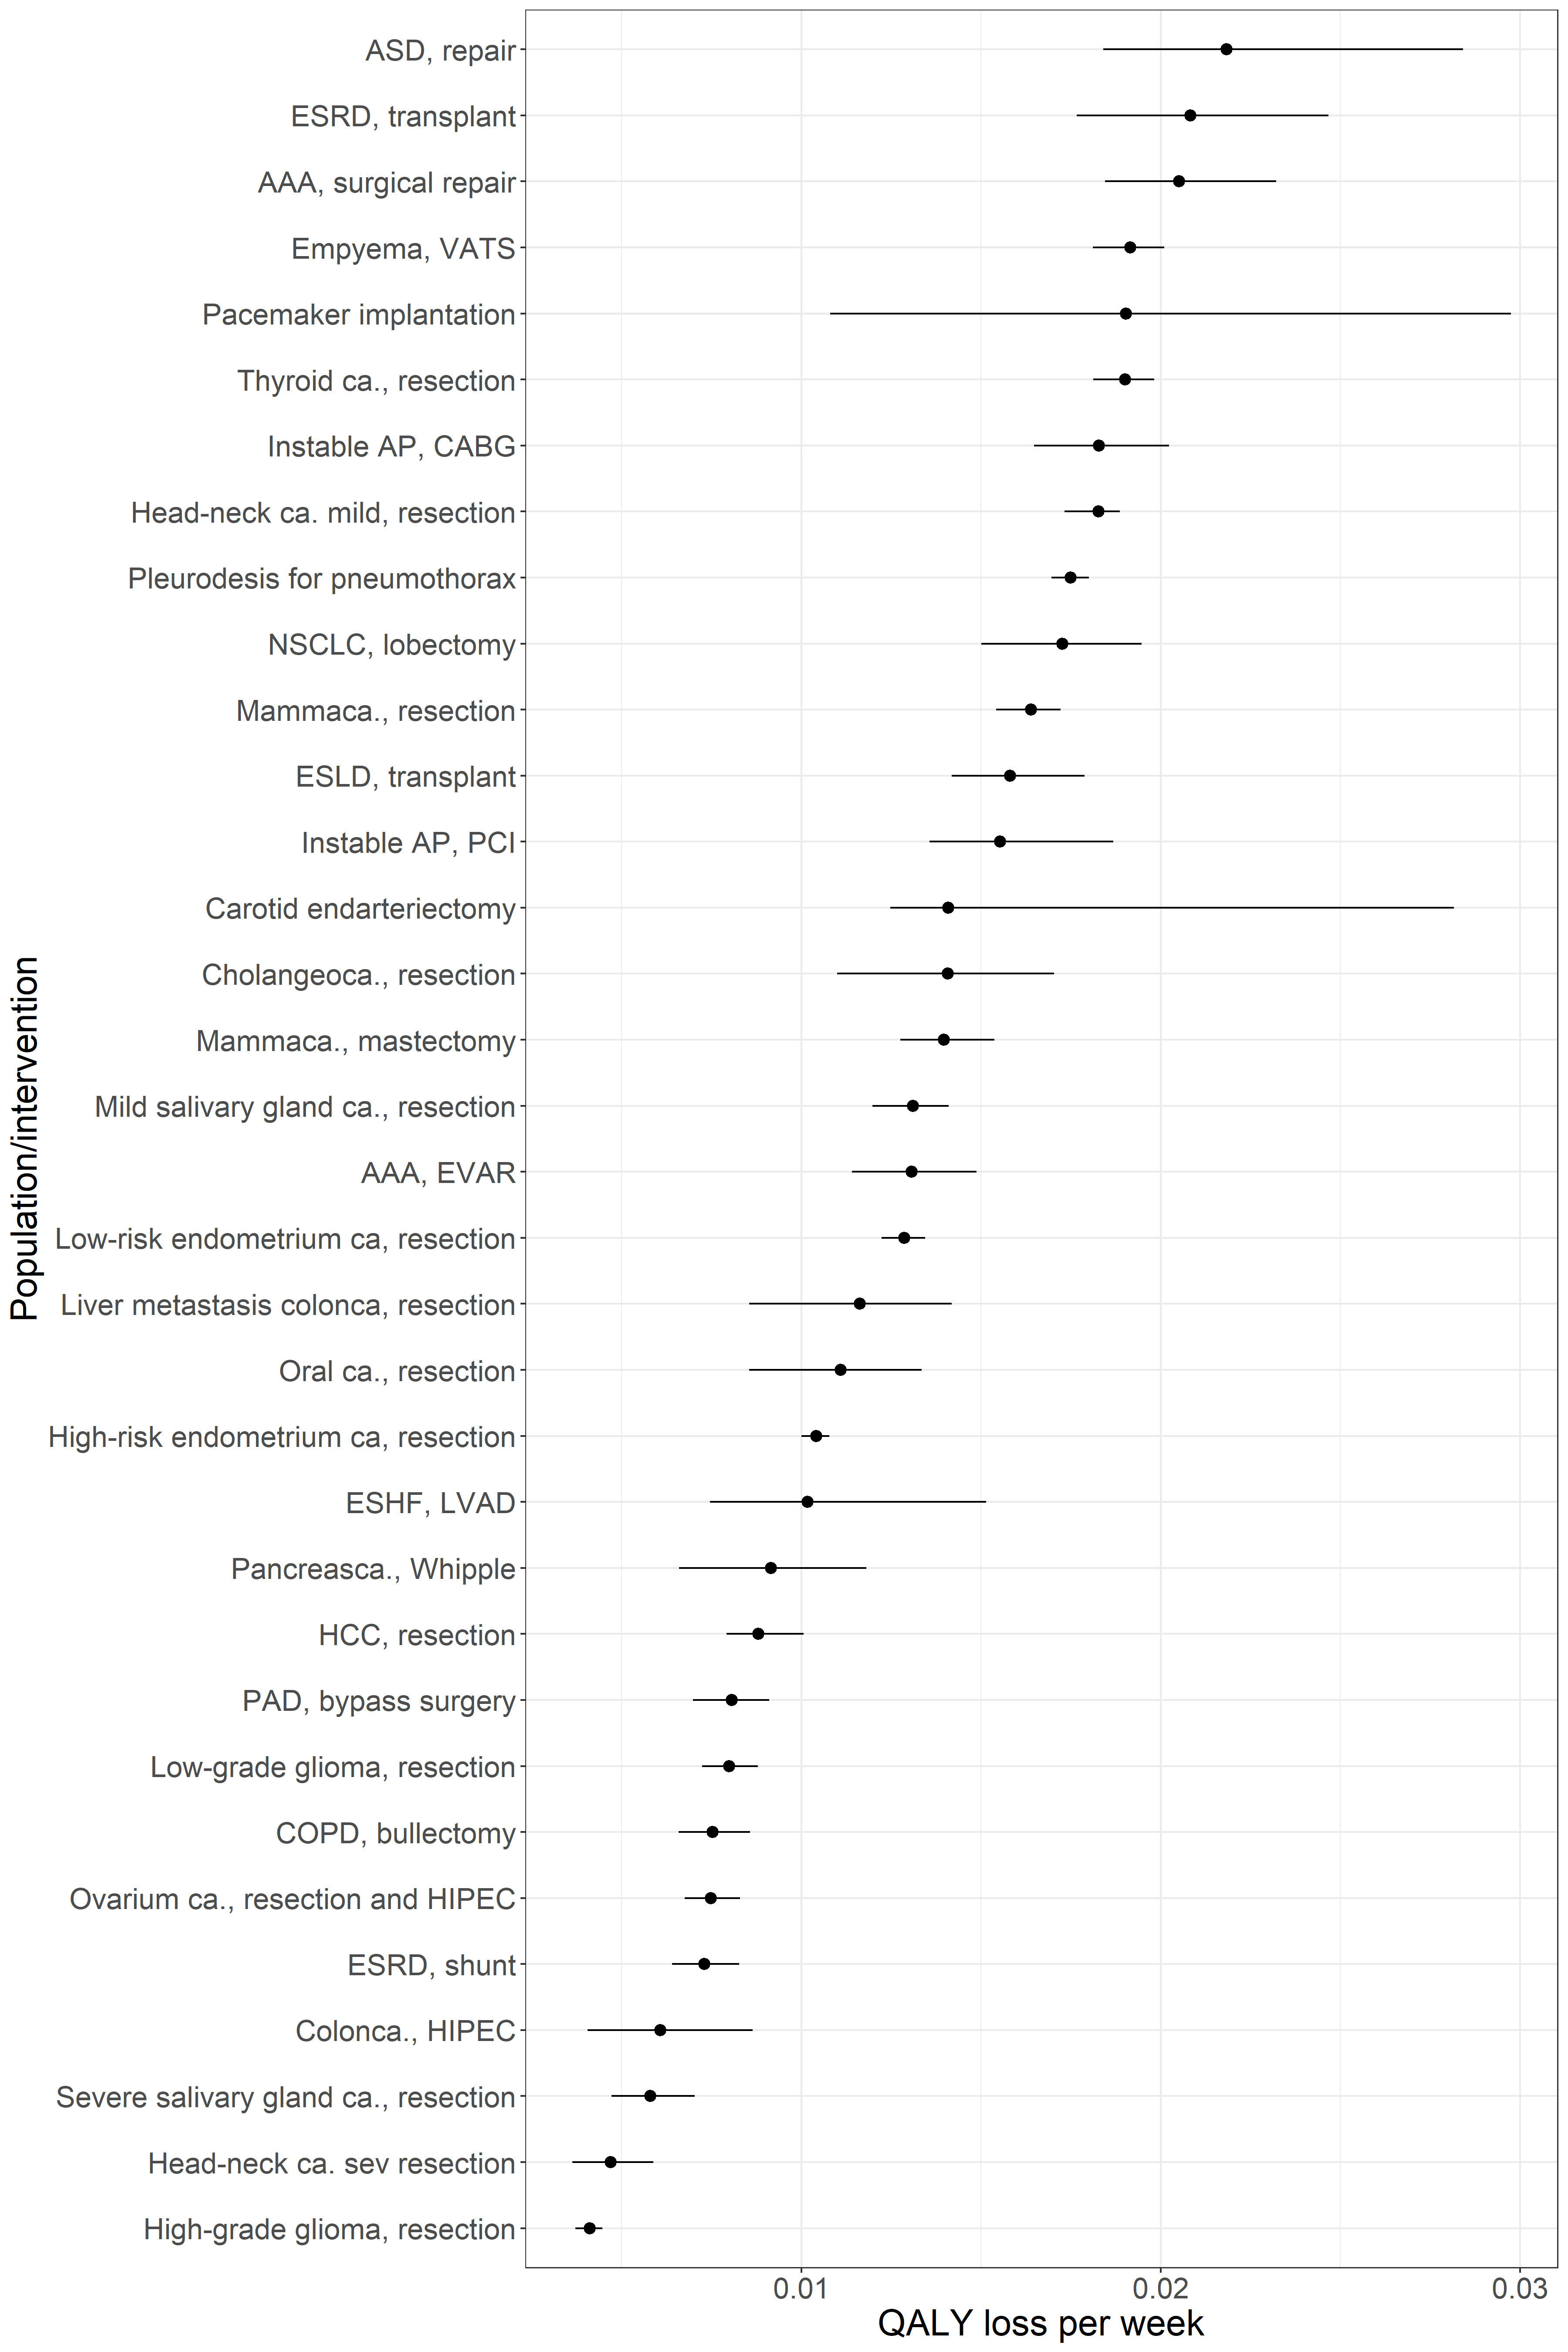 ASD, repair
ESRD, transplant
AAA, surgical repair
Empyema, VATS
Pacemaker implantation
Thyroid ca., resection
Instable AP, CABG
Head-neck ca. mild, resection
Pleurodesis for pneumothorax
NSCLC, lobectomy
Mammaca., resection
ESLD, transplant
Instable AP, PCI
Carotid endarteriectomy
Cholangeoca., resection
Mammaca., mastectomy
Mild salivary gland ca., resection
AAA, EVAR
Low-risk endometrium ca, resection
Liver metastasis colonca, resection
Oral ca., resection
High-risk endometrium ca, resection
ESHF, LVAD
Pancreasca., Whipple
HCC, resection
PAD, bypass surgery
Low-grade glioma, resection
COPD, bullectomy
Ovarium ca., resection and HIPEC
ESRD, shunt
Colonca., HIPEC
Severe salivary gland ca., resection
Head-neck ca. sev resection
High-grade glioma, resection
Population/intervention
0.01 0.02 0.03
QALY loss per week